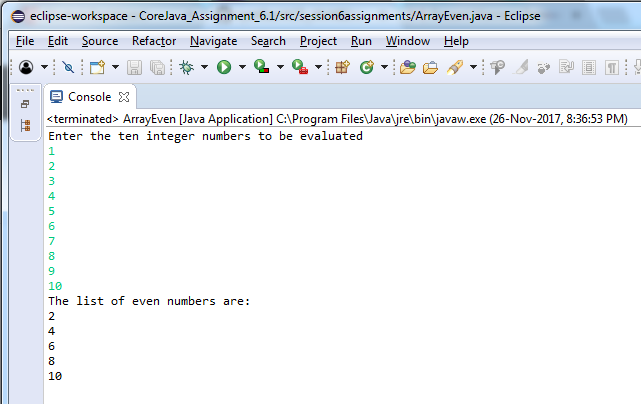 eclipse-workspace - CoreJava_Assignment_6.1/src/session6assignments/ArrayEven.java - Eclipse
File Edit Source Refactor Navigate Search Project Run Window Help
Console
<terminated> ArrayEven [Java Application] C:\Program Files\Java\jre\bin\javaw.exe (26-Nov-2017, 8:36:53 PM)
Enter the ten integer numbers to be evaluated
1
2
3
4
5
6
7
8
9
10
The list of even numbers are:
2
4
6
8
10